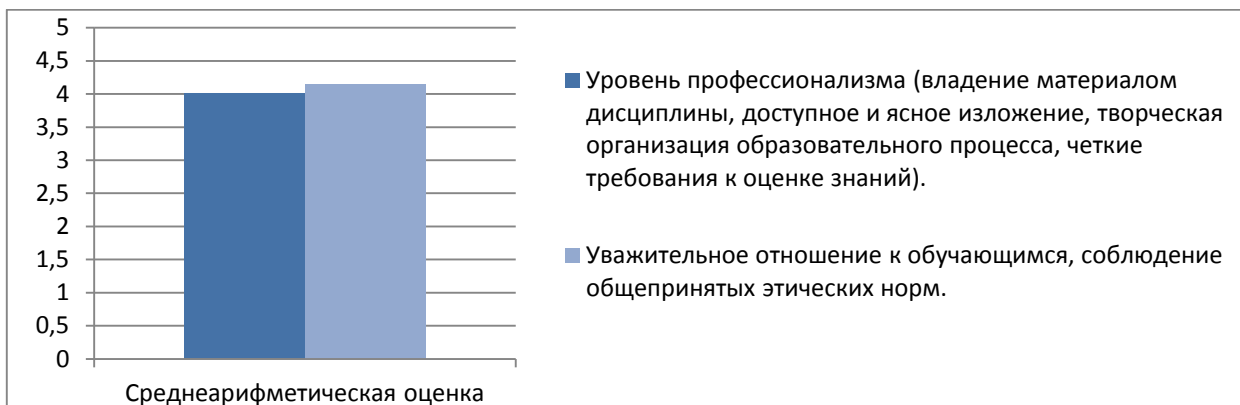 5
4,5
4
3,5
3
2,5
2
1,5
1
0,5
0
Среднеарифметическая оценка
Уровень профессионализма (владение материалом
дисциплины, доступное и ясное изложение, творческая
организация образовательного процесса, четкие
требования к оценке знаний).
Уважительное отношение к обучающимся, соблюдение
общепринятых этических норм.